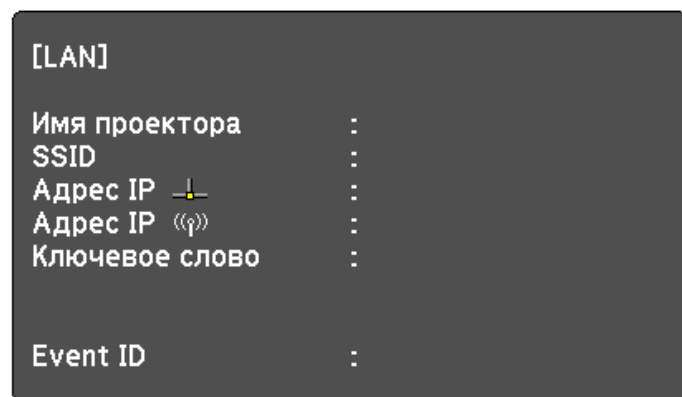 [LAN]
Имя проектора :
SSID :
Адрес IP :
Адрес IP :
Ключевое слово :
Event ID :